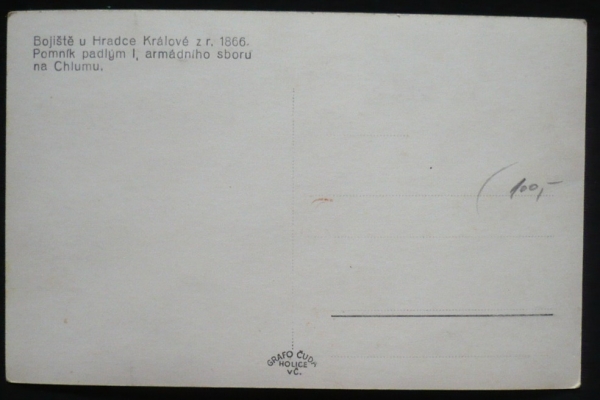 Bojiště u Hradce Králové z r. 1866.
Pomník padlým I. armádního sboru
na Chlumu.
100,-
GRAFO ČUDA
HOLICE
VČ.